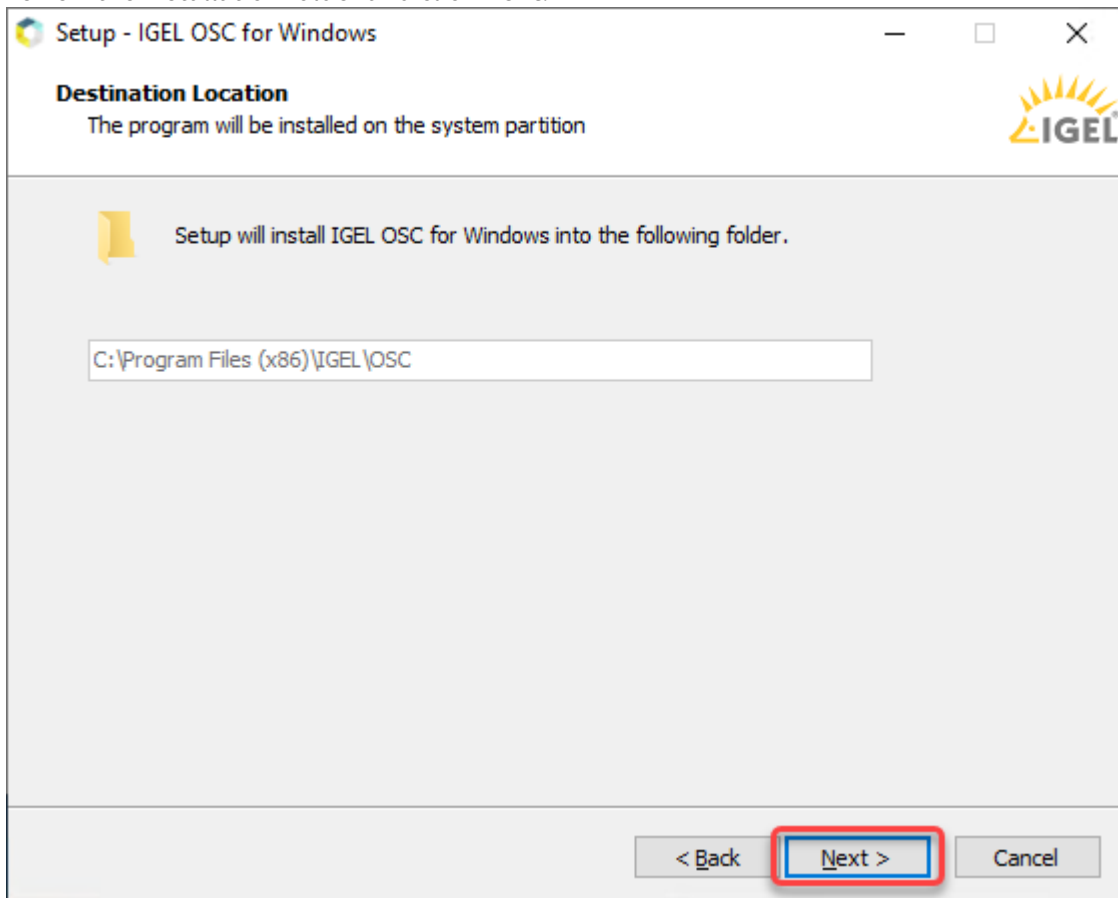 Setup - IGEL OSC for Windows
Destination Location
The program will be installed on the system partition
IGEL®
Setup will install IGEL OSC for Windows into the following folder.
C:\Program Files (x86)\IGEL\OSC
< Back
Next >
Cancel